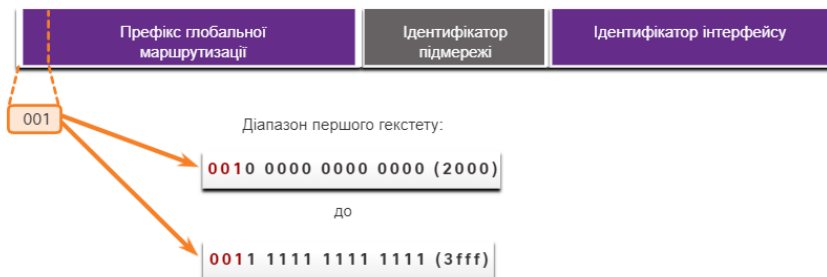 Префікс глобальної
маршрутизації
Ідентифікатор
підмережі
Ідентифікатор інтерфейсу
001
Діапазон першого гекстету:
0010 0000 0000 0000 (2000)
до
0011 1111 1111 1111 (3fff)